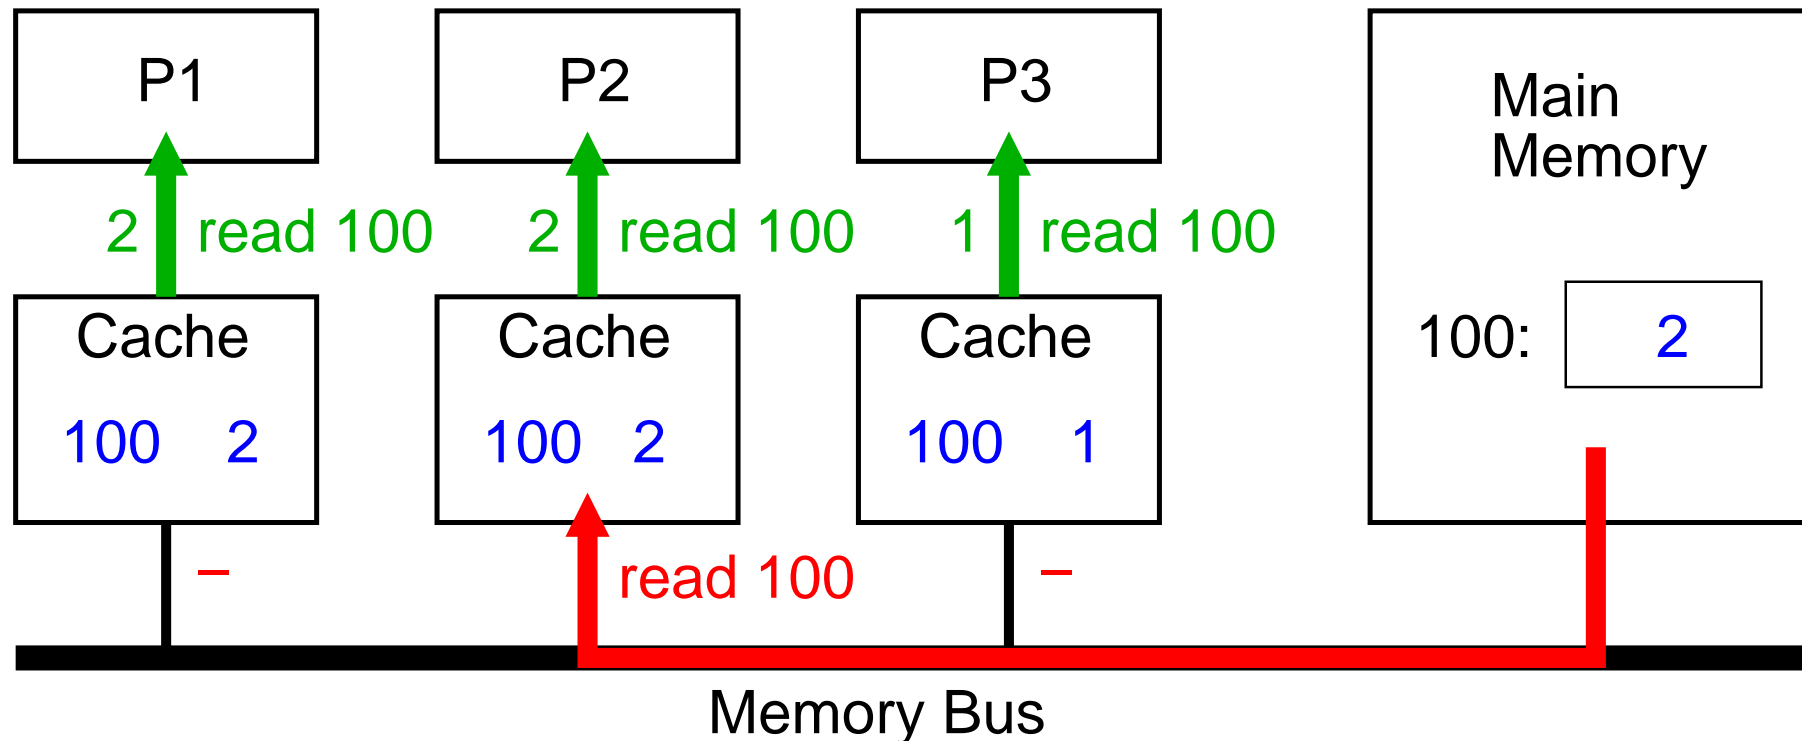 P1 P2 P3
Main
Memory
2 read 100 2 read 100 1 read 100
Cache Cache Cache 100: 2
100 2 100 2 100 1
– read 100 –
Memory Bus